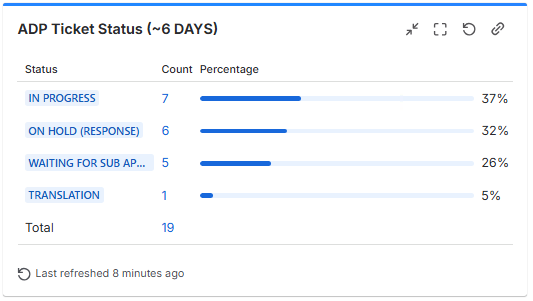 ADP Ticket Status (~6 DAYS)
Status Count Percentage
IN PROGRESS 7 37%
ON HOLD (RESPONSE) 6 32%
WAITING FOR SUB AP... 5 26%
TRANSLATION 1 5%
Total 19
Last refreshed 8 minutes ago